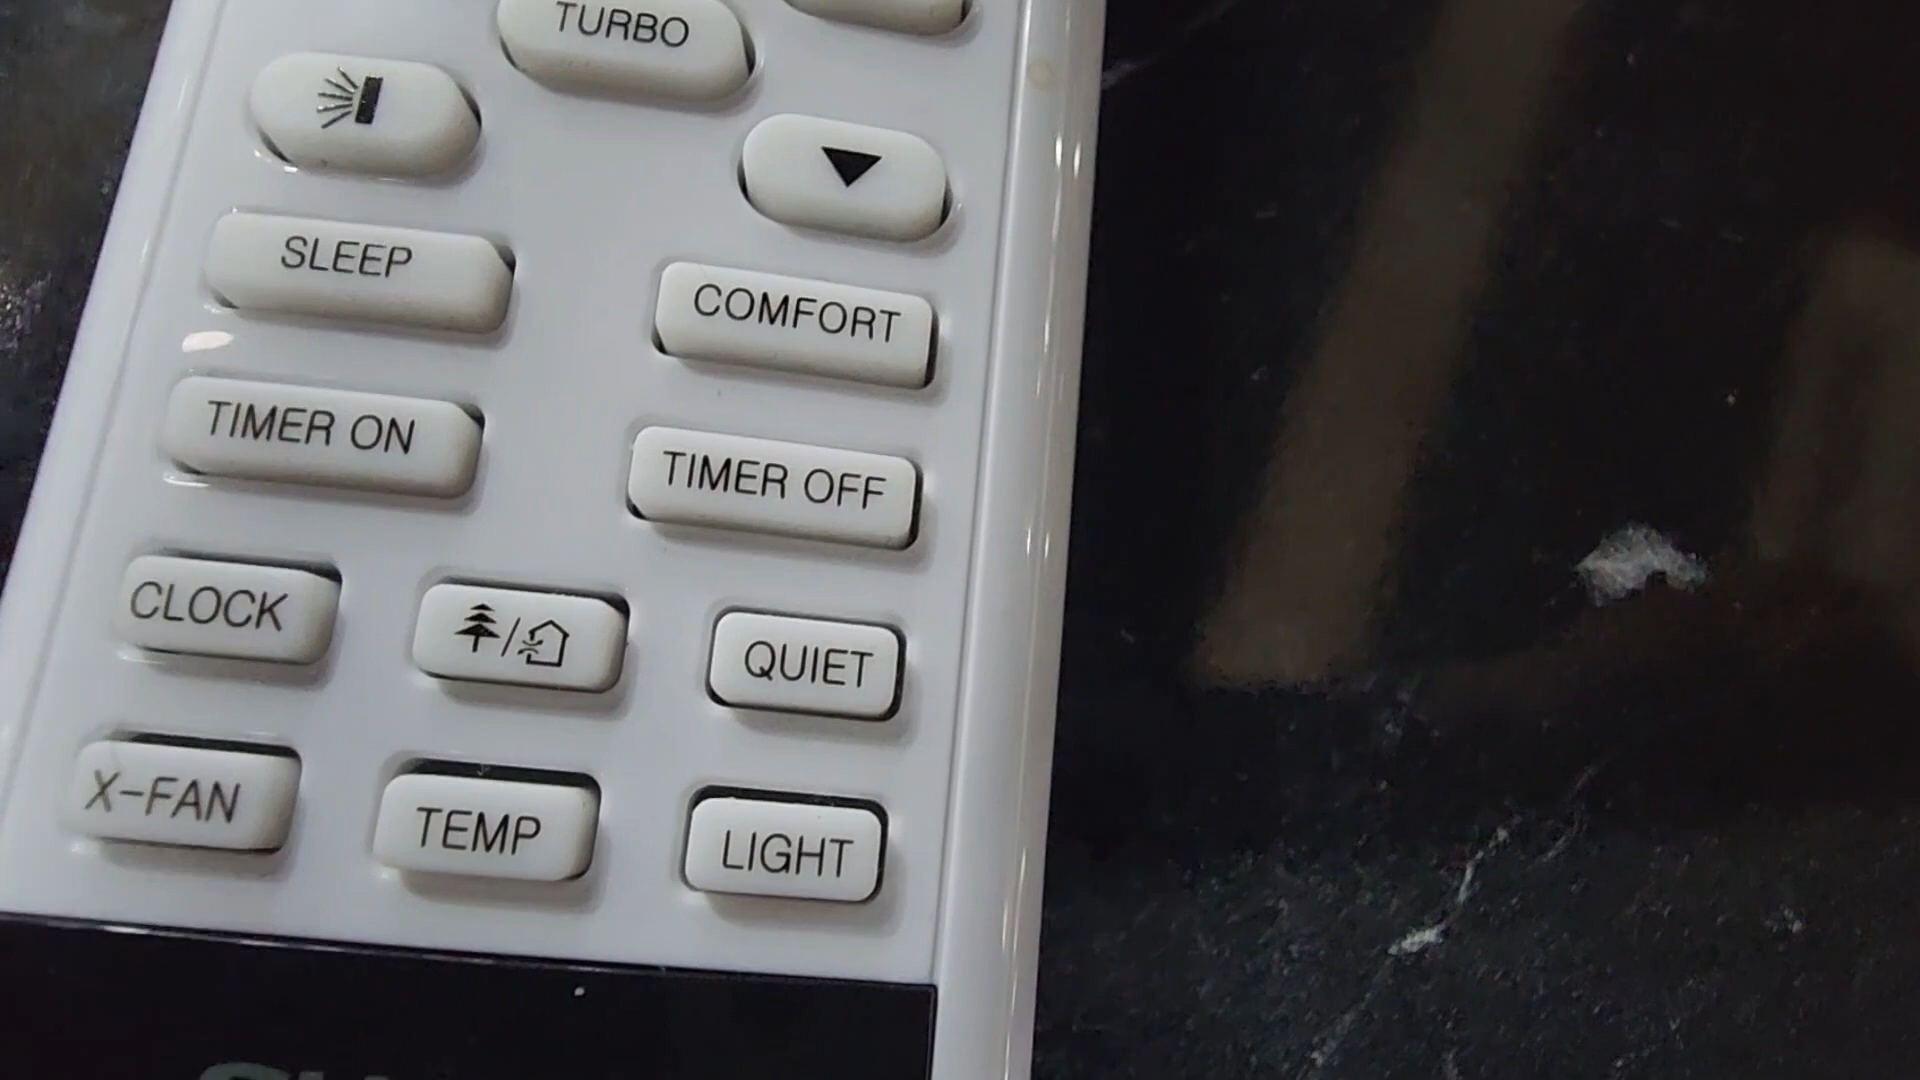 TURBO
SLEEP
COMFORT
TIMER ON
TIMER OFF
CLOCK
/
QUIET
X-FAN
TEMP
LIGHT